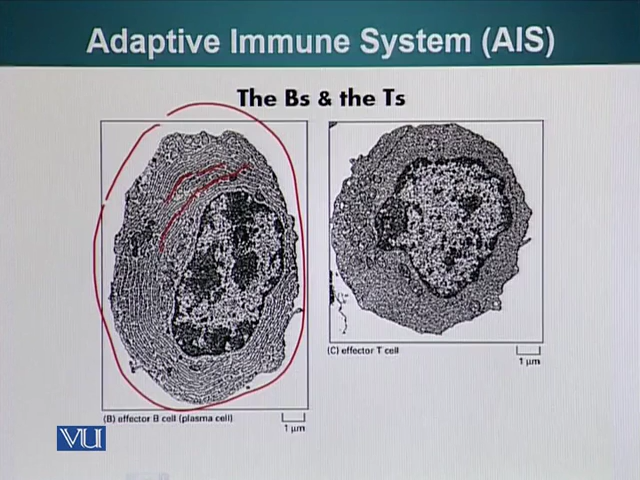 Adaptive Immune System (AIS)
The Bs & the Ts
(C) effector T cell
1 µm
(B) effector B cell (plasma cell)
1 µm
VU